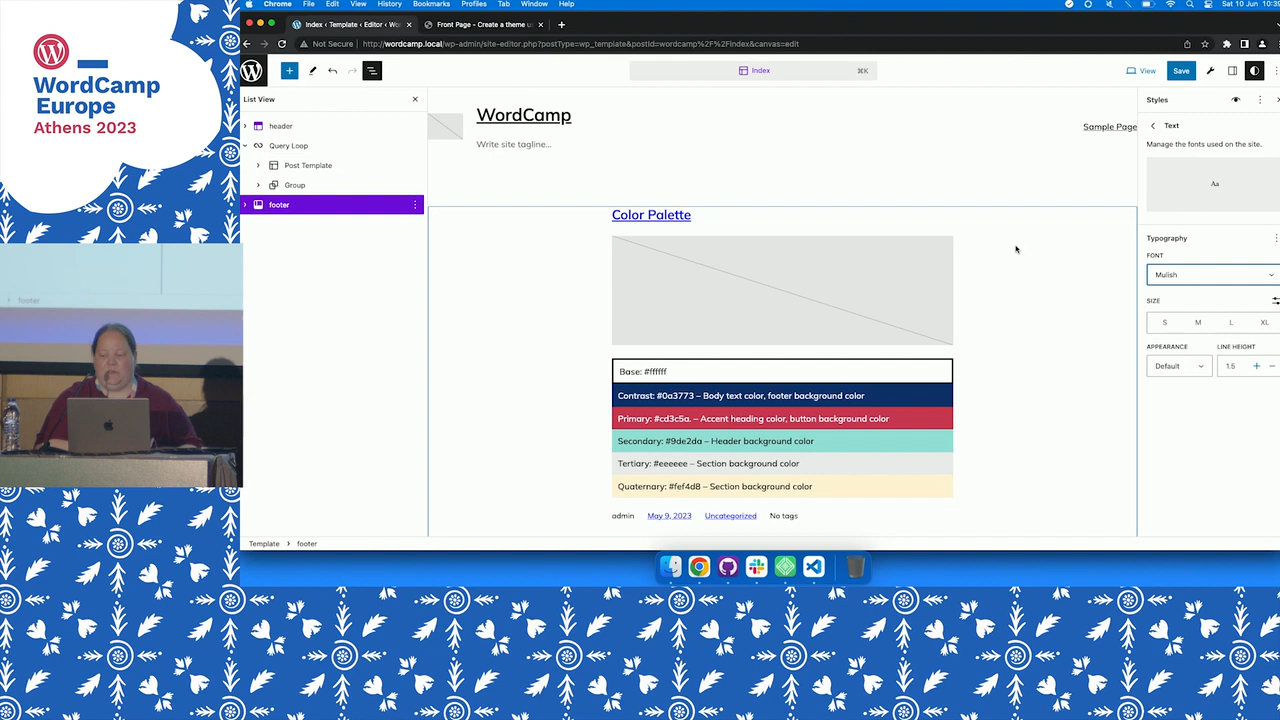 WordCamp
Europe
Athens 2023
Chrome File Edit View History Bookmarks Profiles Tab Window Help
Sat 10 Jun 10:39
Index ‹ Template ‹ Editor ‹ Wo
Front Page - Create a theme u
Not Secure http://wordcamp.local/wp-admin/site-editor.php?postType=wp_template&postId=wordcamp%2F%2Findex&canvas=edit
Index
⌘K
View
Save
List View
header
Query Loop
Post Template
Group
footer
WordCamp
Write site tagline...
Sample Page
Color Palette
Base: #ffffff
Contrast: #0a3773 – Body text color, footer background color
Primary: #cd3c5a. – Accent heading color, button background color
Secondary: #9de2da – Header background color
Tertiary: #eeeeee – Section background color
Quaternary: #fef4d8 – Section background color
admin May 9, 2023 Uncategorized No tags
Styles
Text
Manage the fonts used on the site.
Aa
Typography
FONT
Mulish
SIZE
S M L XL
APPEARANCE LINE HEIGHT
Default 1.5
Template > footer
footer